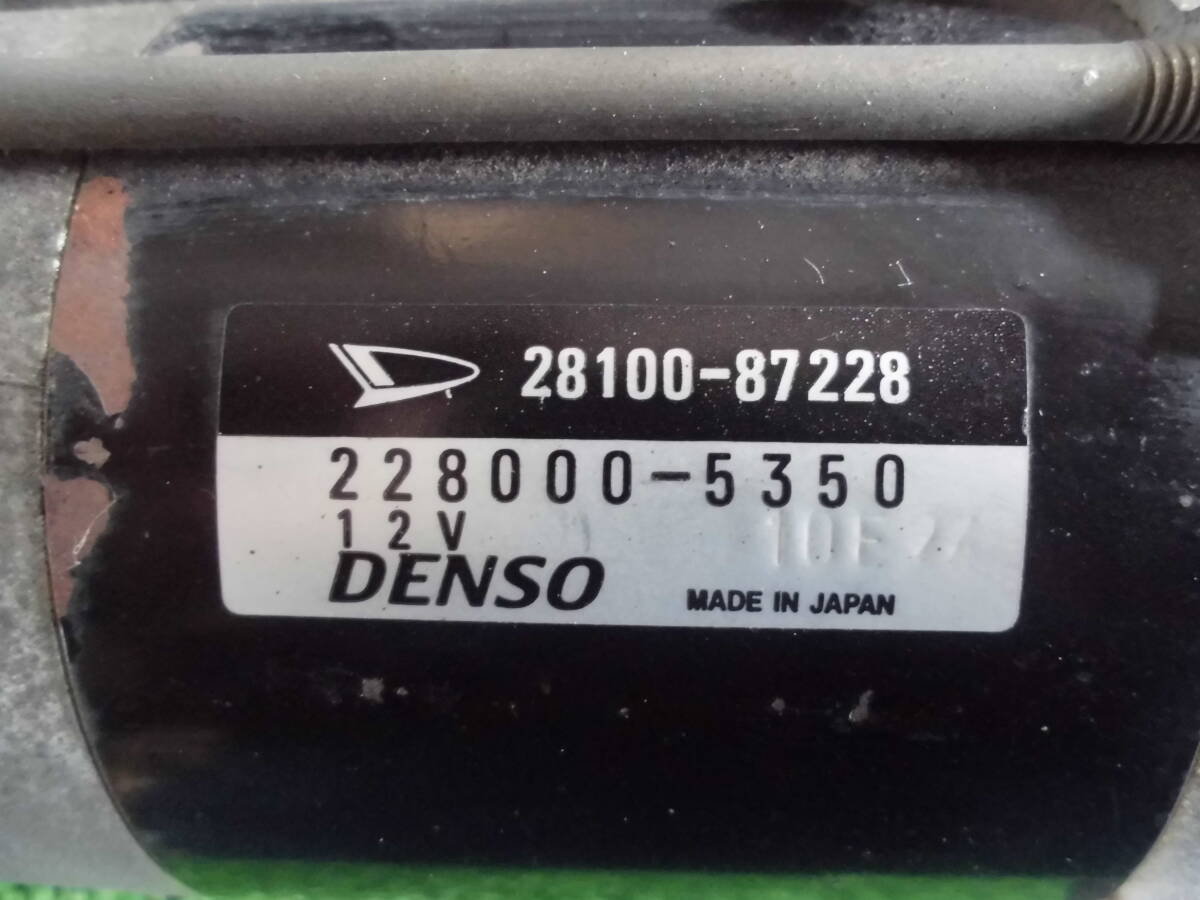 28100-87228
228000-5350
12V
DENSO
MADE IN JAPAN